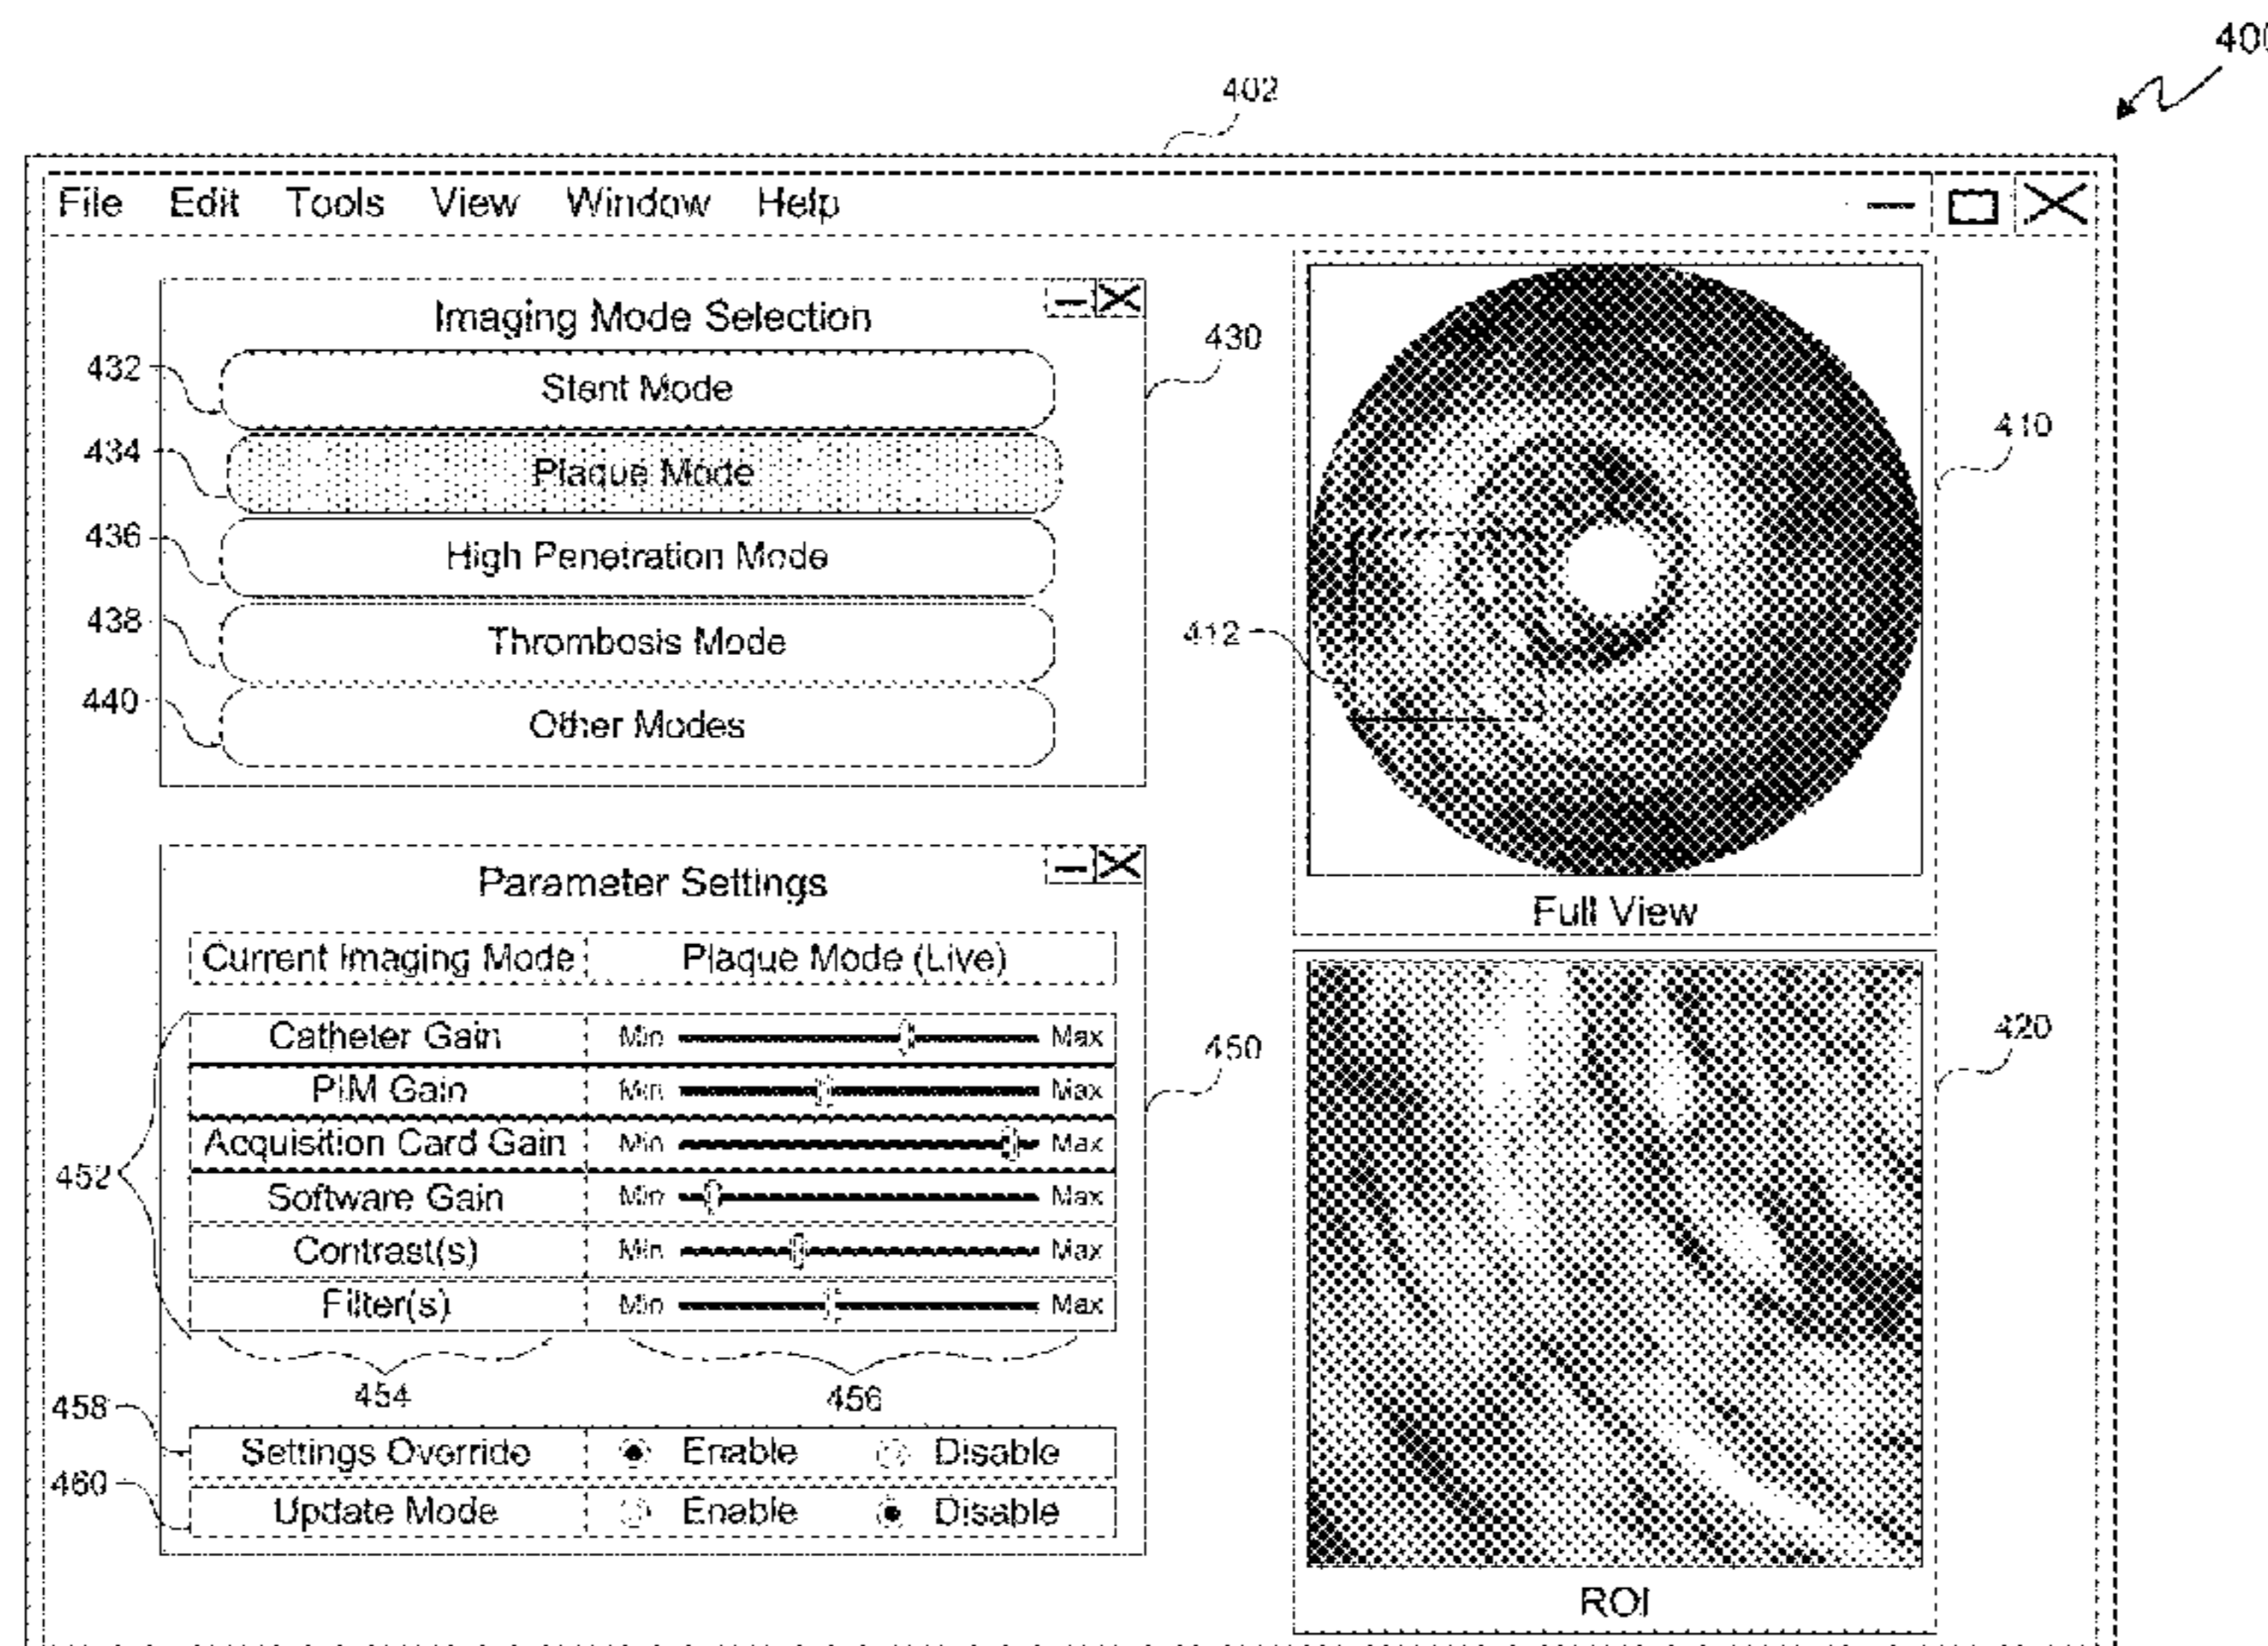 400
402
File Edit Tools View Window Help
Imaging Mode Selection
430
432
Stent Mode
434
Plaque Mode
436
High Penetration Mode
438
Thrombosis Mode
440
Other Modes
410
412
Full View
Parameter Settings
Current Imaging Mode Plaque Mode (Live)
Catheter Gain Min Max
PIM Gain Min Max
Acquisition Card Gain Min Max
Software Gain Min Max
Contrast(s) Min Max
Filter(s) Min Max
450
452
454 456
458
Settings Override Enable Disable
460
Update Mode Enable Disable
420
ROI